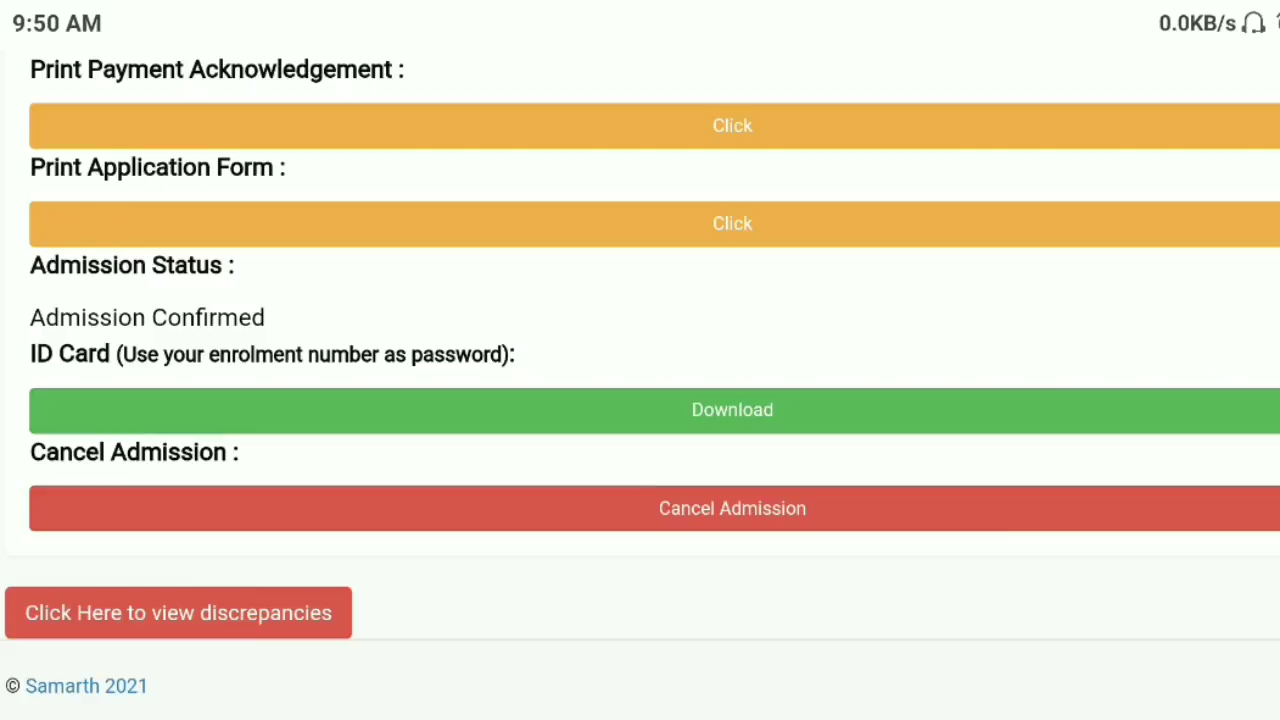 9:50 AM 0.0KB/s
Print Payment Acknowledgement :
Click
Print Application Form :
Click
Admission Status :
Admission Confirmed
ID Card (Use your enrolment number as password):
Download
Cancel Admission :
Cancel Admission
Click Here to view discrepancies
© Samarth 2021